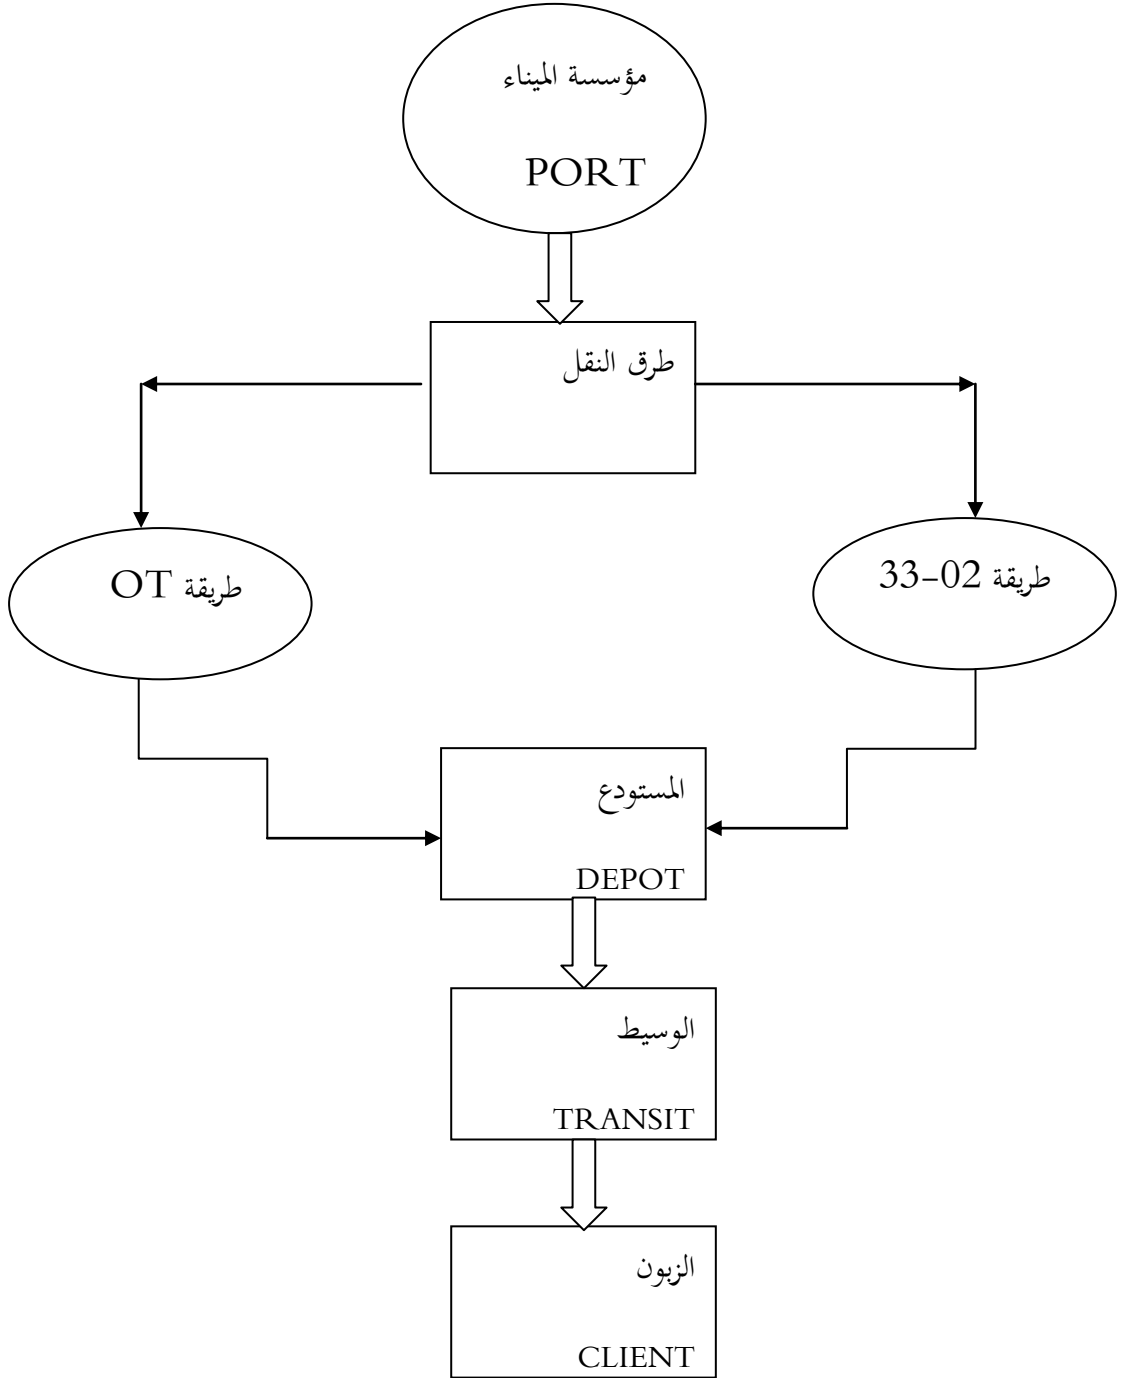 مؤسسة الميناء
PORT
طرق النقل
طريقة 02-33
طريقة OT
المستودع
DEPOT
الوسيط
TRANSIT
الزبون
CLIENT